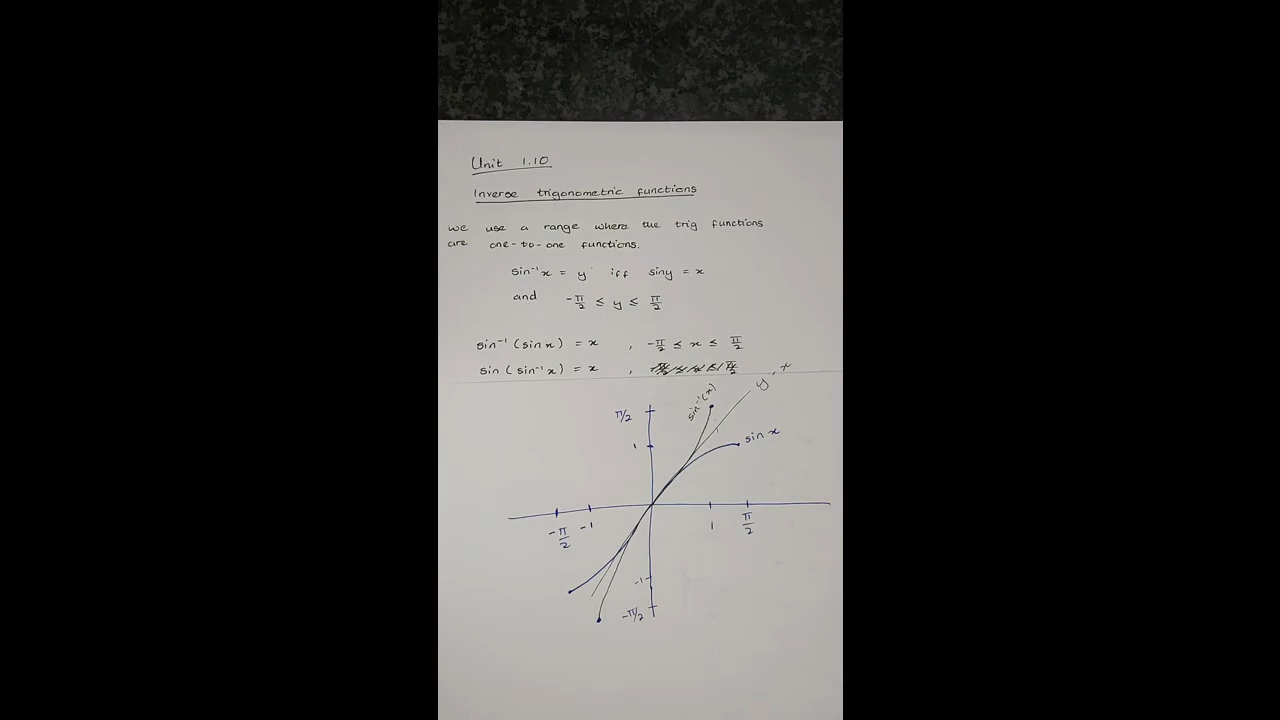 Unit 1.10
Inverse trigonometric functions
we use a range where the trig functions
are one-to-one functions.
sin⁻¹x = y iff siny = x
and -π/2 ≤ y ≤ π/2
sin⁻¹(sin x) = x , -π/2 ≤ x ≤ π/2
sin (sin⁻¹x) = x ,
π/2
sin⁻¹(x)
y
1
sin x
-π/2 -1 1 π/2
-1
-π/2